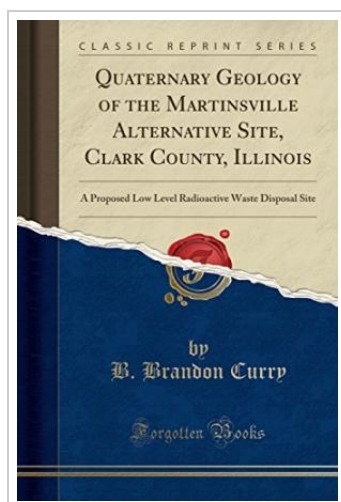 CLASSIC REPRINT SERIES
QUATERNARY GEOLOGY
OF THE MARTINSVILLE
ALTERNATIVE SITE,
CLARK COUNTY, ILLINOIS
A PROPOSED LOW LEVEL RADIOACTIVE WASTE DISPOSAL SITE
by
B. Brandon Curry
Forgotten Books